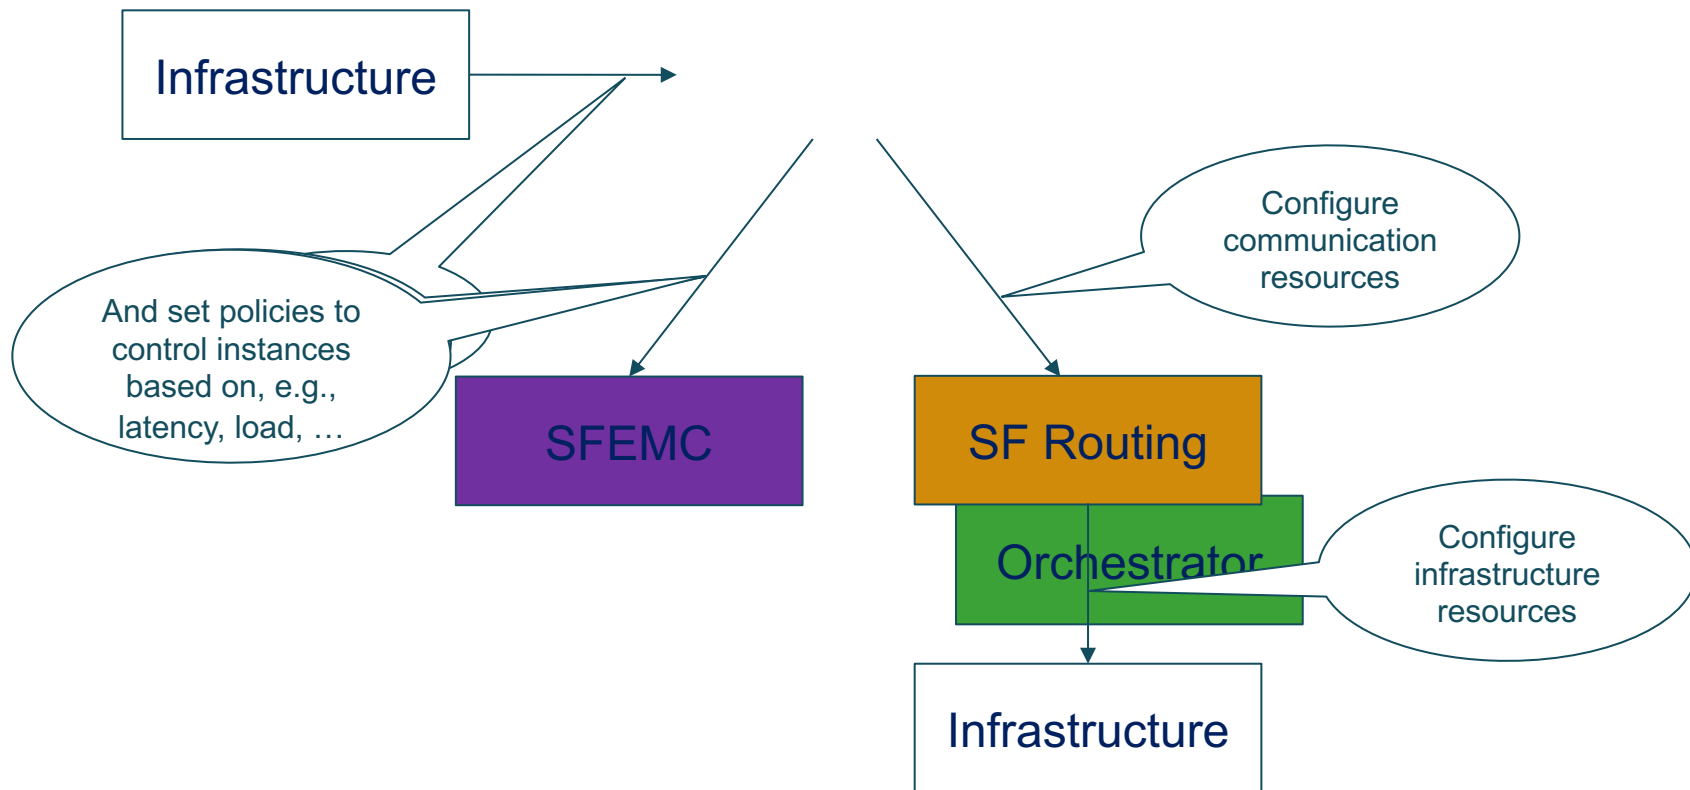 Infrastructure
Configure
communication
resources
And set policies to
control instances
based on, e.g.,
latency, load, …
SFEMC
SF Routing
Orchestrator
Configure
infrastructure
resources
Infrastructure